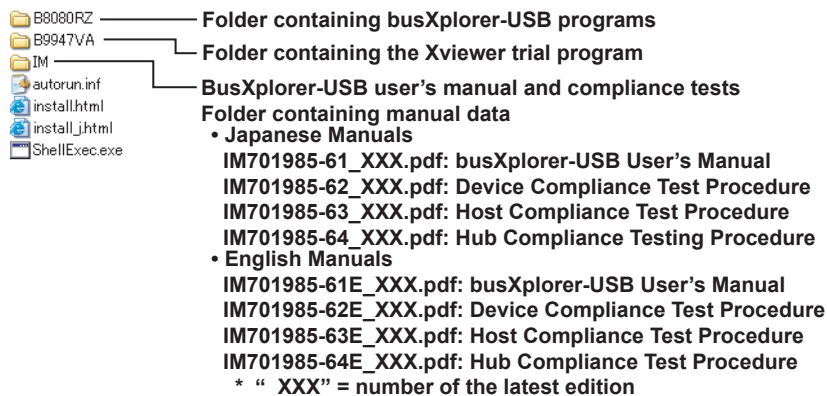 B8080RZ Folder containing busXplorer-USB programs
B9947VA Folder containing the Xviewer trial program
IM BusXplorer-USB user's manual and compliance tests
autorun.inf Folder containing manual data
install.html • Japanese Manuals
install_j.html IM701985-61_XXX.pdf: busXplorer-USB User's Manual
ShellExec.exe IM701985-62_XXX.pdf: Device Compliance Test Procedure
IM701985-63_XXX.pdf: Host Compliance Test Procedure
IM701985-64_XXX.pdf: Hub Compliance Testing Procedure
• English Manuals
IM701985-61E_XXX.pdf: busXplorer-USB User's Manual
IM701985-62E_XXX.pdf: Device Compliance Test Procedure
IM701985-63E_XXX.pdf: Host Compliance Test Procedure
IM701985-64E_XXX.pdf: Hub Compliance Test Procedure
* “ XXX” = number of the latest edition